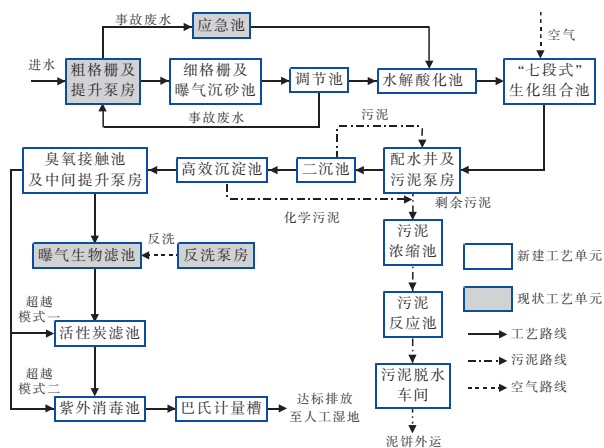 事故废水
应急池
空气
进水
粗格栅及
提升泵房
细格栅及
曝气沉砂池
调节池
水解酸化池
“七段式”
生化组合池
事故废水
污泥
臭氧接触池
及中间提升泵房
高效沉淀池
二沉池
配水井及
污泥泵房
化学污泥
剩余污泥
曝气生物滤池
反洗
反洗泵房
污泥
浓缩池
新建工艺单元
现状工艺单元
超越
模式一
活性炭滤池
污泥
反应池
工艺路线
污泥路线
空气路线
超越
模式二
紫外消毒池
巴氏计量槽
达标排放
至人工湿地
污泥脱水
车间
泥饼外运